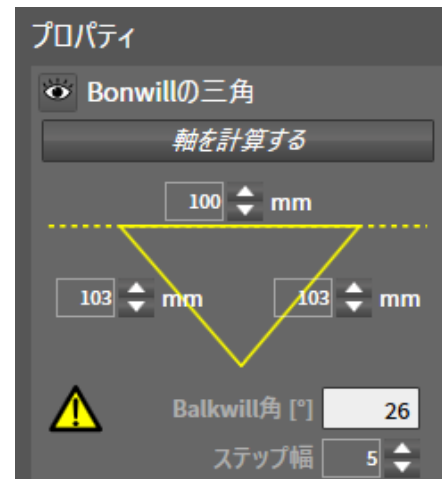 プロパティ
Bonwillの三角
軸を計算する
100 mm
103 mm 103 mm
Balkwill角 [°] 26
ステップ幅 5